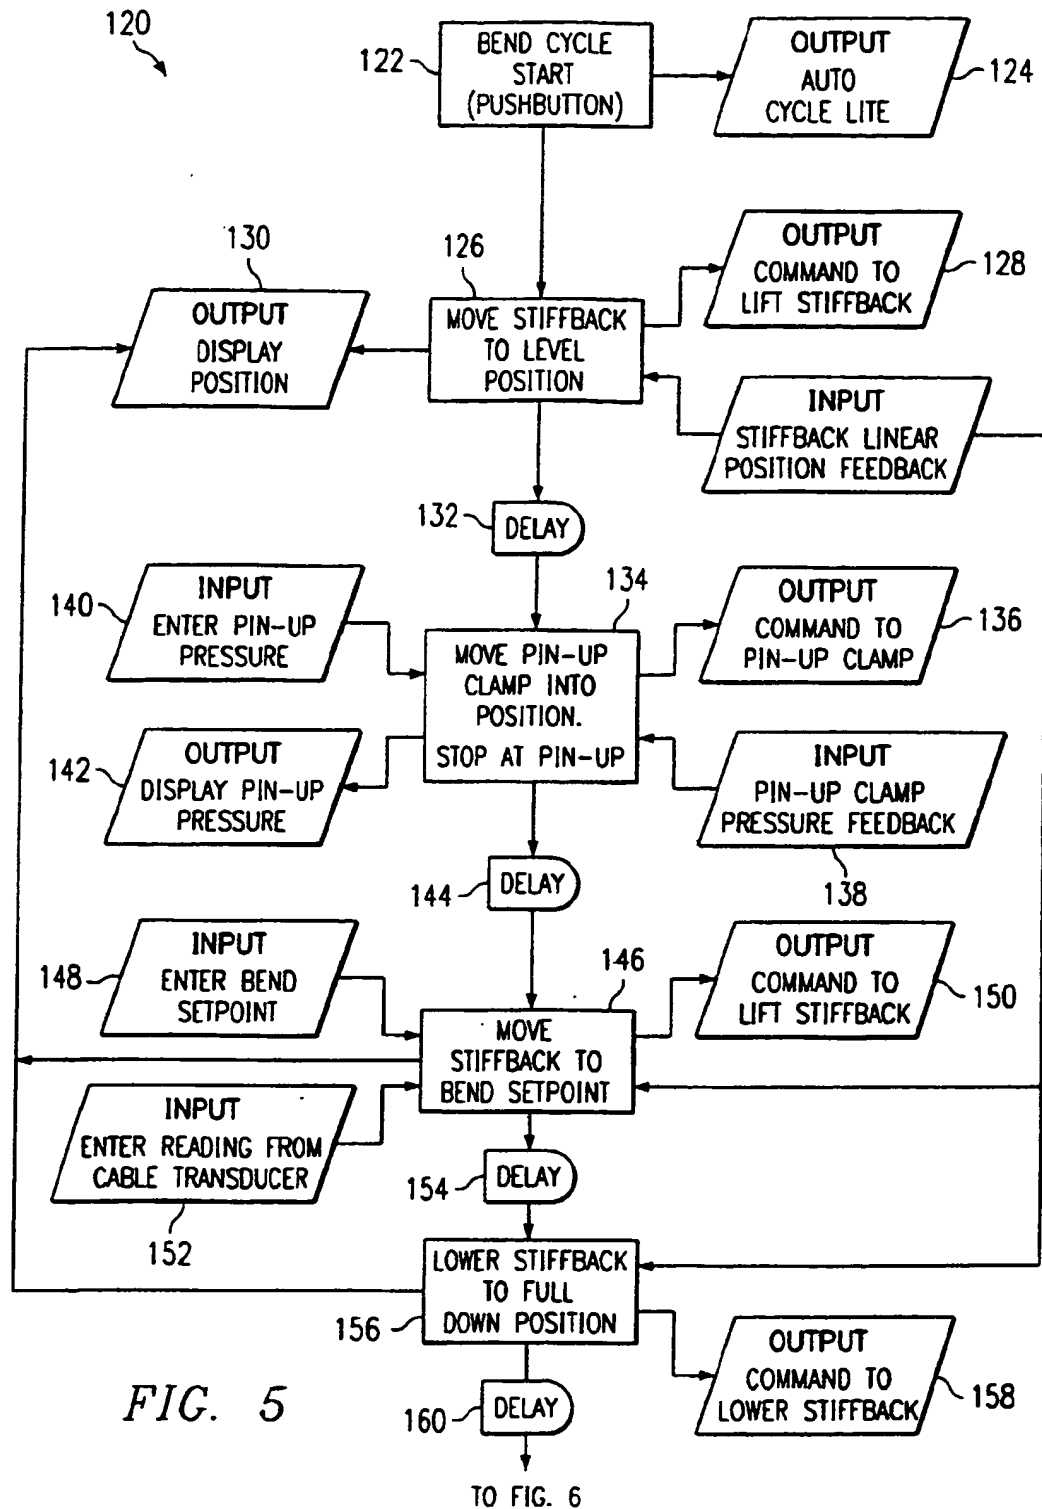 120
122
BEND CYCLE
START
(PUSHBUTTON)
OUTPUT
AUTO
CYCLE LITE
124
130
OUTPUT
DISPLAY
POSITION
126
MOVE STIFFBACK
TO LEVEL
POSITION
OUTPUT
COMMAND TO
LIFT STIFFBACK
128
INPUT
STIFFBACK LINEAR
POSITION FEEDBACK
132
DELAY
140
INPUT
ENTER PIN-UP
PRESSURE
134
MOVE PIN-UP
CLAMP INTO
POSITION.
STOP AT PIN-UP
OUTPUT
COMMAND TO
PIN-UP CLAMP
136
142
OUTPUT
DISPLAY PIN-UP
PRESSURE
INPUT
PIN-UP CLAMP
PRESSURE FEEDBACK
138
144
DELAY
148
INPUT
ENTER BEND
SETPOINT
146
MOVE
STIFFBACK TO
BEND SETPOINT
OUTPUT
COMMAND TO
LIFT STIFFBACK
150
INPUT
ENTER READING FROM
CABLE TRANSDUCER
152
154
DELAY
LOWER STIFFBACK
TO FULL
DOWN POSITION
156
OUTPUT
COMMAND TO
LOWER STIFFBACK
158
FIG. 5
160
DELAY
TO FIG. 6